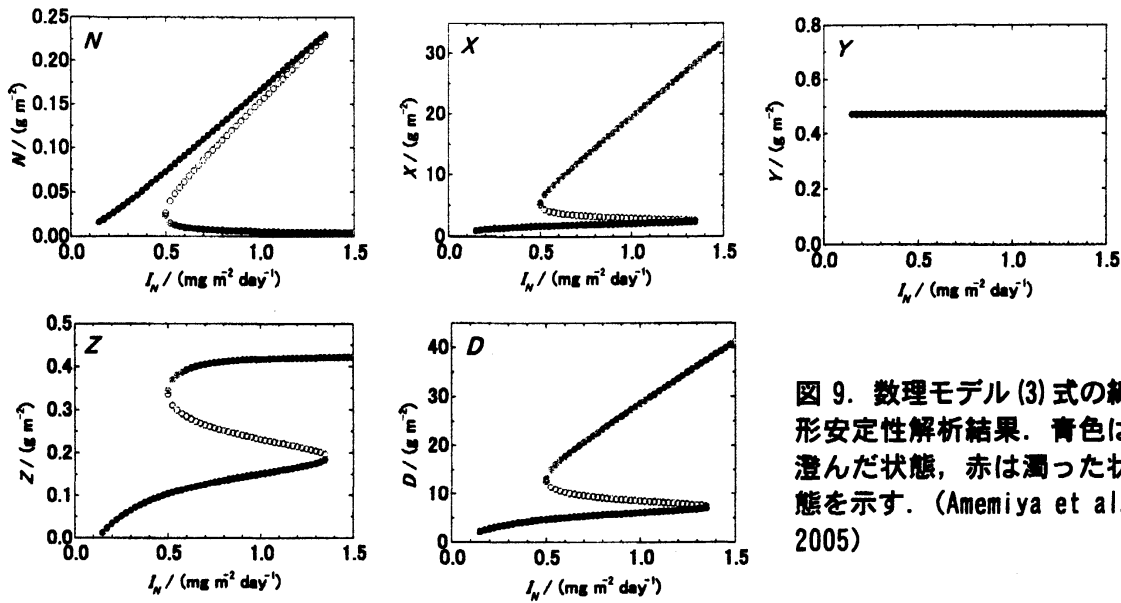 N
0.25
0.20
0.15
0.10
0.05
0.00
N / (g m⁻²)
0.0 0.5 1.0 1.5
I_N / (mg m⁻² day⁻¹)
X
30
20
10
0
X / (g m⁻²)
0.0 0.5 1.0 1.5
I_N / (mg m⁻² day⁻¹)
Y
0.8
0.6
0.4
0.2
0.0
Y / (g m⁻²)
0.0 0.5 1.0 1.5
I_N / (mg m⁻² day⁻¹)
Z
0.5
0.4
0.3
0.2
0.1
0.0
Z / (g m⁻²)
0.0 0.5 1.0 1.5
I_N / (mg m⁻² day⁻¹)
D
40
30
20
10
0
D / (g m⁻²)
0.0 0.5 1.0 1.5
I_N / (mg m⁻² day⁻¹)
図 9. 数理モデル(3)式の
形安定性解析結果. 青色は
澄んだ状態, 赤は濁った状
態を示す. (Amemiya et al.
2005)